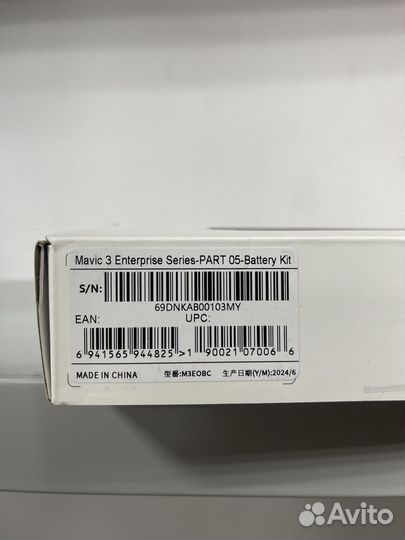 Mavic 3 Enterprise Series-PART 05-Battery Kit
S/N:
69DNKAB00103MY
EAN: UPC:
6 941565 944825 > 1 90021 07006 6
MADE IN CHINA 型番:M3EOBC 生产日期(Y/M):2024/6
Avito